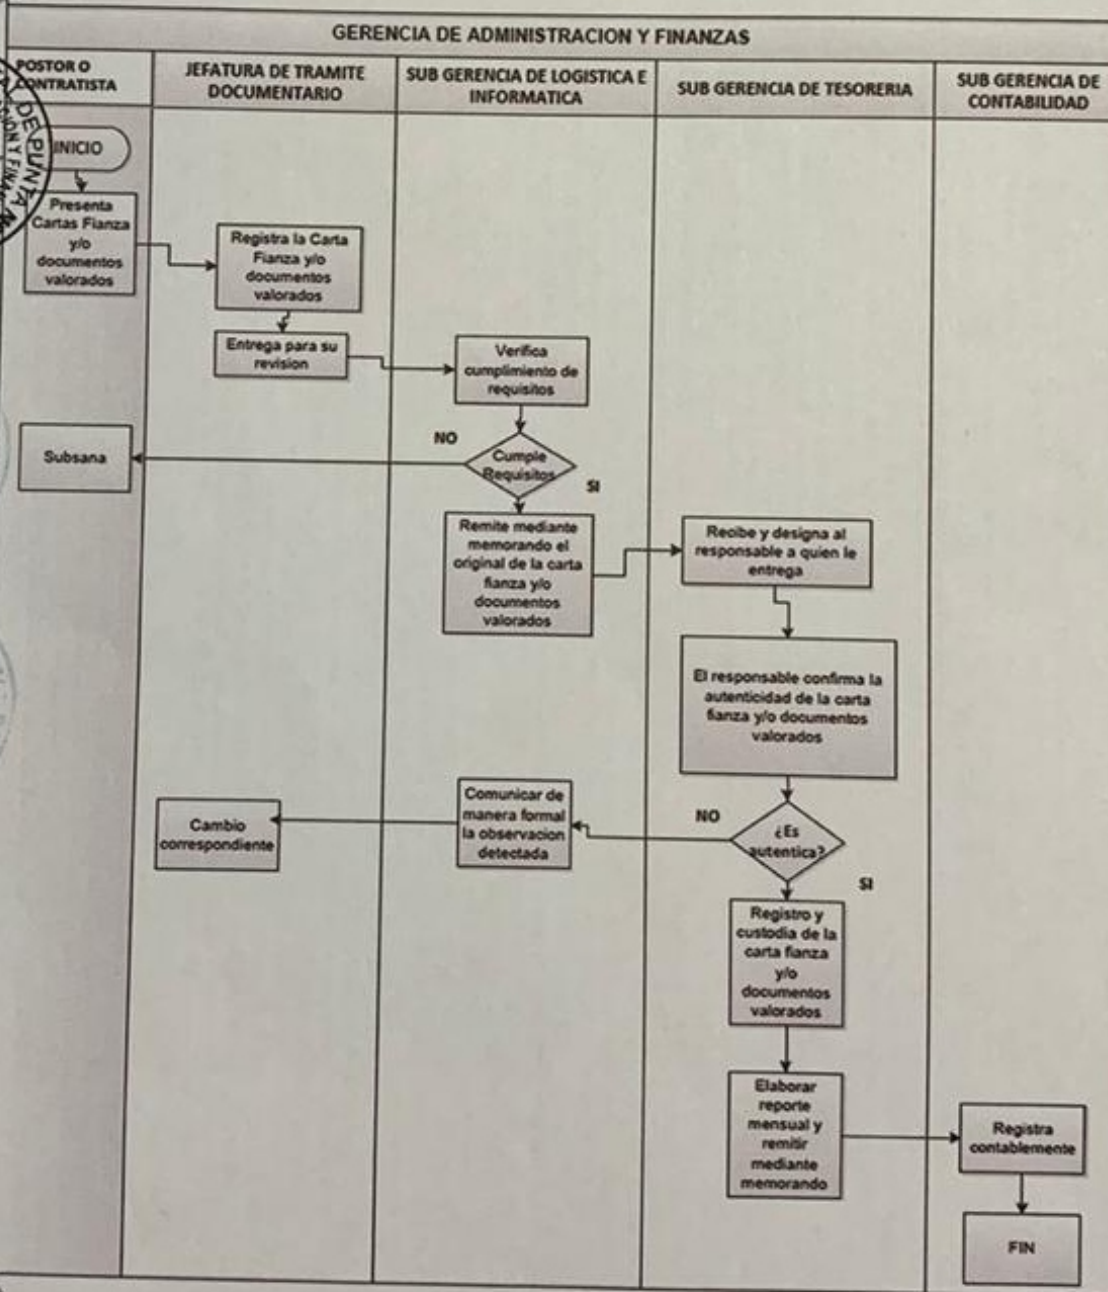 GERENCIA DE ADMINISTRACION Y FINANZAS
POSTOR O
CONTRATISTA
JEFATURA DE TRAMITE
DOCUMENTARIO
SUB GERENCIA DE LOGISTICA E
INFORMATICA
SUB GERENCIA DE TESORERIA
SUB GERENCIA DE
CONTABILIDAD
DE PUNTA
INICIO
Presenta
Cartas Fianza
y/o
documentos
valorados
Registra la Carta
Fianza y/o
documentos
valorados
Entrega para su
revision
Verifica
cumplimiento de
requisitos
NO
Cumple
Requisitos
SI
Subsana
Remite mediante
memorando el
original de la carta
fianza y/o
documentos
valorados
Recibe y designa al
responsable a quien le
entrega
El responsable confirma la
autenticidad de la carta
fianza y/o documentos
valorados
¿Es
autentica?
NO
SI
Comunicar de
manera formal
la observacion
detectada
Cambio
correspondiente
Registro y
custodia de la
carta fianza
y/o
documentos
valorados
Elaborar
reporte
mensual y
remitir
mediante
memorando
Registra
contablemente
FIN